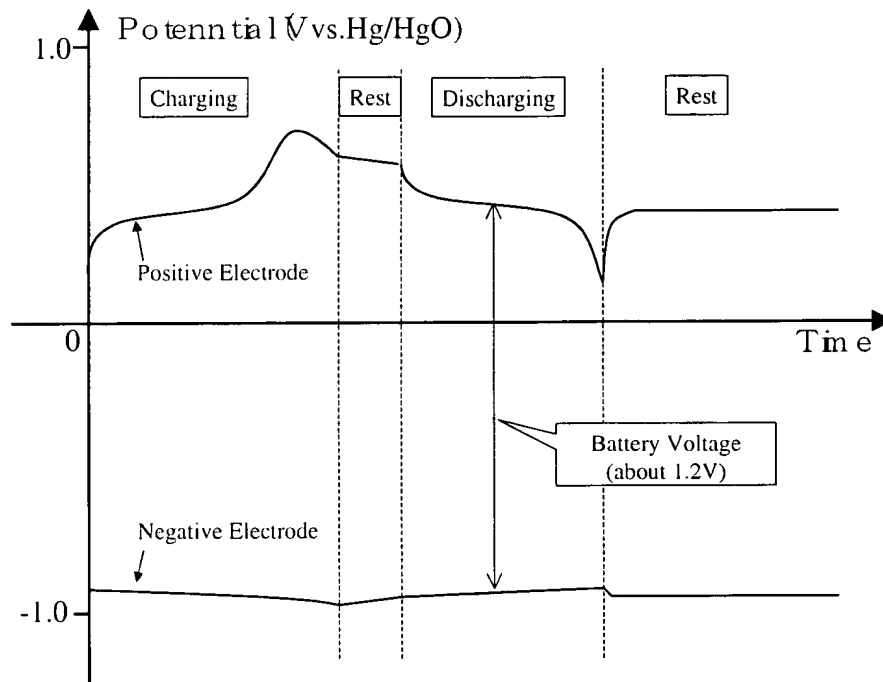 Potenntial (V vs.Hg/HgO)
1.0
Charging
Rest
Discharging
Rest
Positive Electrode
0
Time
Battery Voltage
(about 1.2V)
Negative Electrode
-1.0